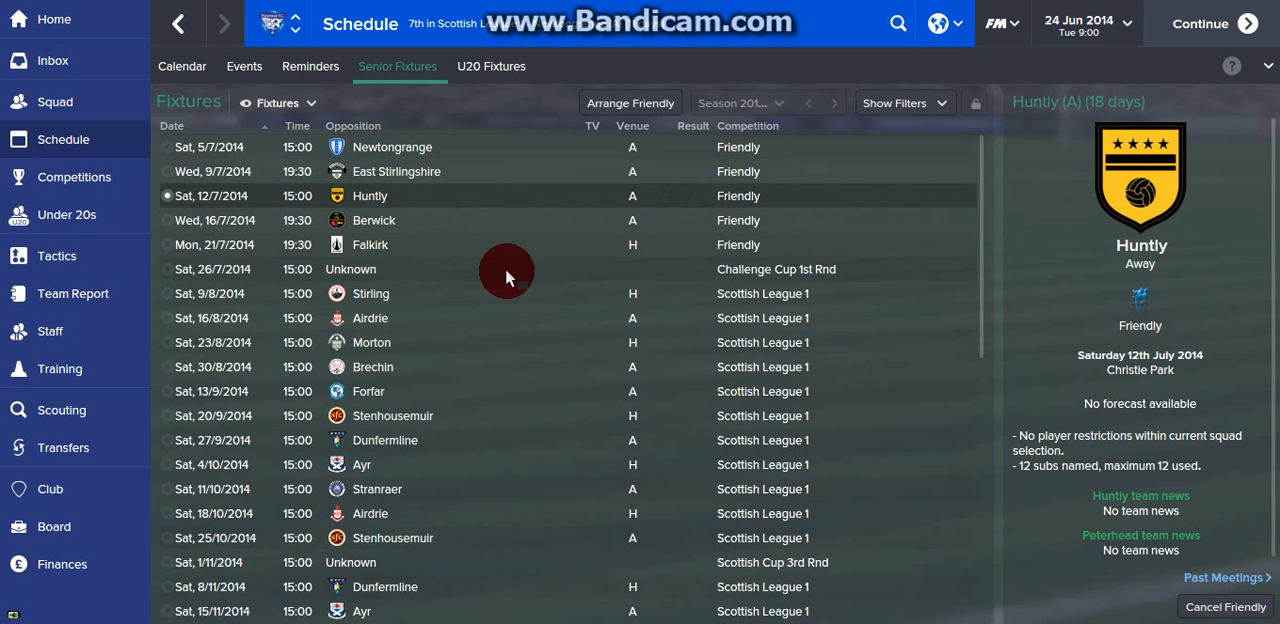 Home
Schedule 7th in Scottish
www.Bandicam.com
FM
24 Jun 2014
Tue 9:00
Continue
Inbox
Squad
Schedule
Competitions
Under 20s
Tactics
Team Report
Staff
Training
Scouting
Transfers
Club
Board
Finances
Calendar Events Reminders Senior Fixtures U20 Fixtures
?
Fixtures Fixtures Arrange Friendly Season 201... Show Filters
Date Time Opposition TV Venue Result Competition
Sat, 5/7/2014 15:00 Newtongrange A Friendly
Wed, 9/7/2014 19:30 East Stirlingshire A Friendly
Sat, 12/7/2014 15:00 Huntly A Friendly
Wed, 16/7/2014 19:30 Berwick A Friendly
Mon, 21/7/2014 19:30 Falkirk H Friendly
Sat, 26/7/2014 15:00 Unknown Challenge Cup 1st Rnd
Sat, 9/8/2014 15:00 Stirling H Scottish League 1
Sat, 16/8/2014 15:00 Airdrie A Scottish League 1
Sat, 23/8/2014 15:00 Morton H Scottish League 1
Sat, 30/8/2014 15:00 Brechin A Scottish League 1
Sat, 13/9/2014 15:00 Forfar A Scottish League 1
Sat, 20/9/2014 15:00 Stenhousemuir H Scottish League 1
Sat, 27/9/2014 15:00 Dunfermline A Scottish League 1
Sat, 4/10/2014 15:00 Ayr H Scottish League 1
Sat, 11/10/2014 15:00 Stranraer A Scottish League 1
Sat, 18/10/2014 15:00 Airdrie H Scottish League 1
Sat, 25/10/2014 15:00 Stenhousemuir A Scottish League 1
Sat, 1/11/2014 15:00 Unknown Scottish Cup 3rd Rnd
Sat, 8/11/2014 15:00 Dunfermline H Scottish League 1
Sat, 15/11/2014 15:00 Ayr A Scottish League 1
Huntly (A) (18 days)
Huntly
Away
Friendly
Saturday 12th July 2014
Christie Park
No forecast available
- No player restrictions within current squad
selection.
- 12 subs named, maximum 12 used.
Huntly team news
No team news
Peterhead team news
No team news
Past Meetings >
Cancel Friendly